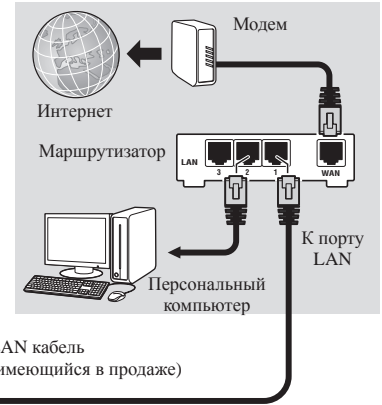 Модем
Интернет
Маршрутизатор
LAN
3 2 1
WAN
К порту
LAN
Персональный
компьютер
AN кабель
имеющийся в продаже)